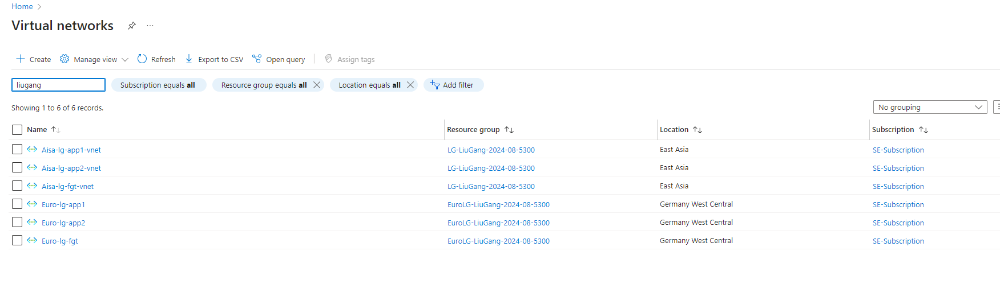 Home
Virtual networks
Create Manage view Refresh Export to CSV Open query Assign tags
liugang Subscription equals all Resource group equals all Location equals all Add filter
Showing 1 to 6 of 6 records. No grouping
Name Resource group Location Subscription
Aisa-lg-app1-vnet LG-LiuGang-2024-08-5300 East Asia SE-Subscription
Aisa-lg-app2-vnet LG-LiuGang-2024-08-5300 East Asia SE-Subscription
Aisa-lg-fgt-vnet LG-LiuGang-2024-08-5300 East Asia SE-Subscription
Euro-lg-app1 EuroLG-LiuGang-2024-08-5300 Germany West Central SE-Subscription
Euro-lg-app2 EuroLG-LiuGang-2024-08-5300 Germany West Central SE-Subscription
Euro-lg-fgt EuroLG-LiuGang-2024-08-5300 Germany West Central SE-Subscription